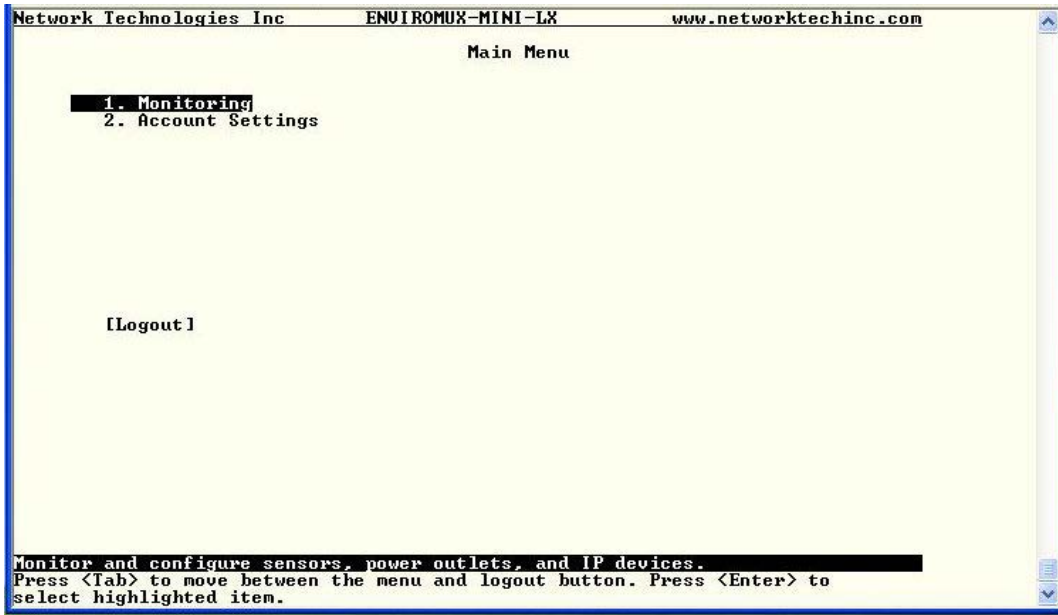 Network Technologies Inc ENVIROMUX-MINI-LX www.networktechinc.com
Main Menu
1. Monitoring
2. Account Settings
[Logout]
Monitor and configure sensors, power outlets, and IP devices.
Press <Tab> to move between the menu and logout button. Press <Enter> to
select highlighted item.